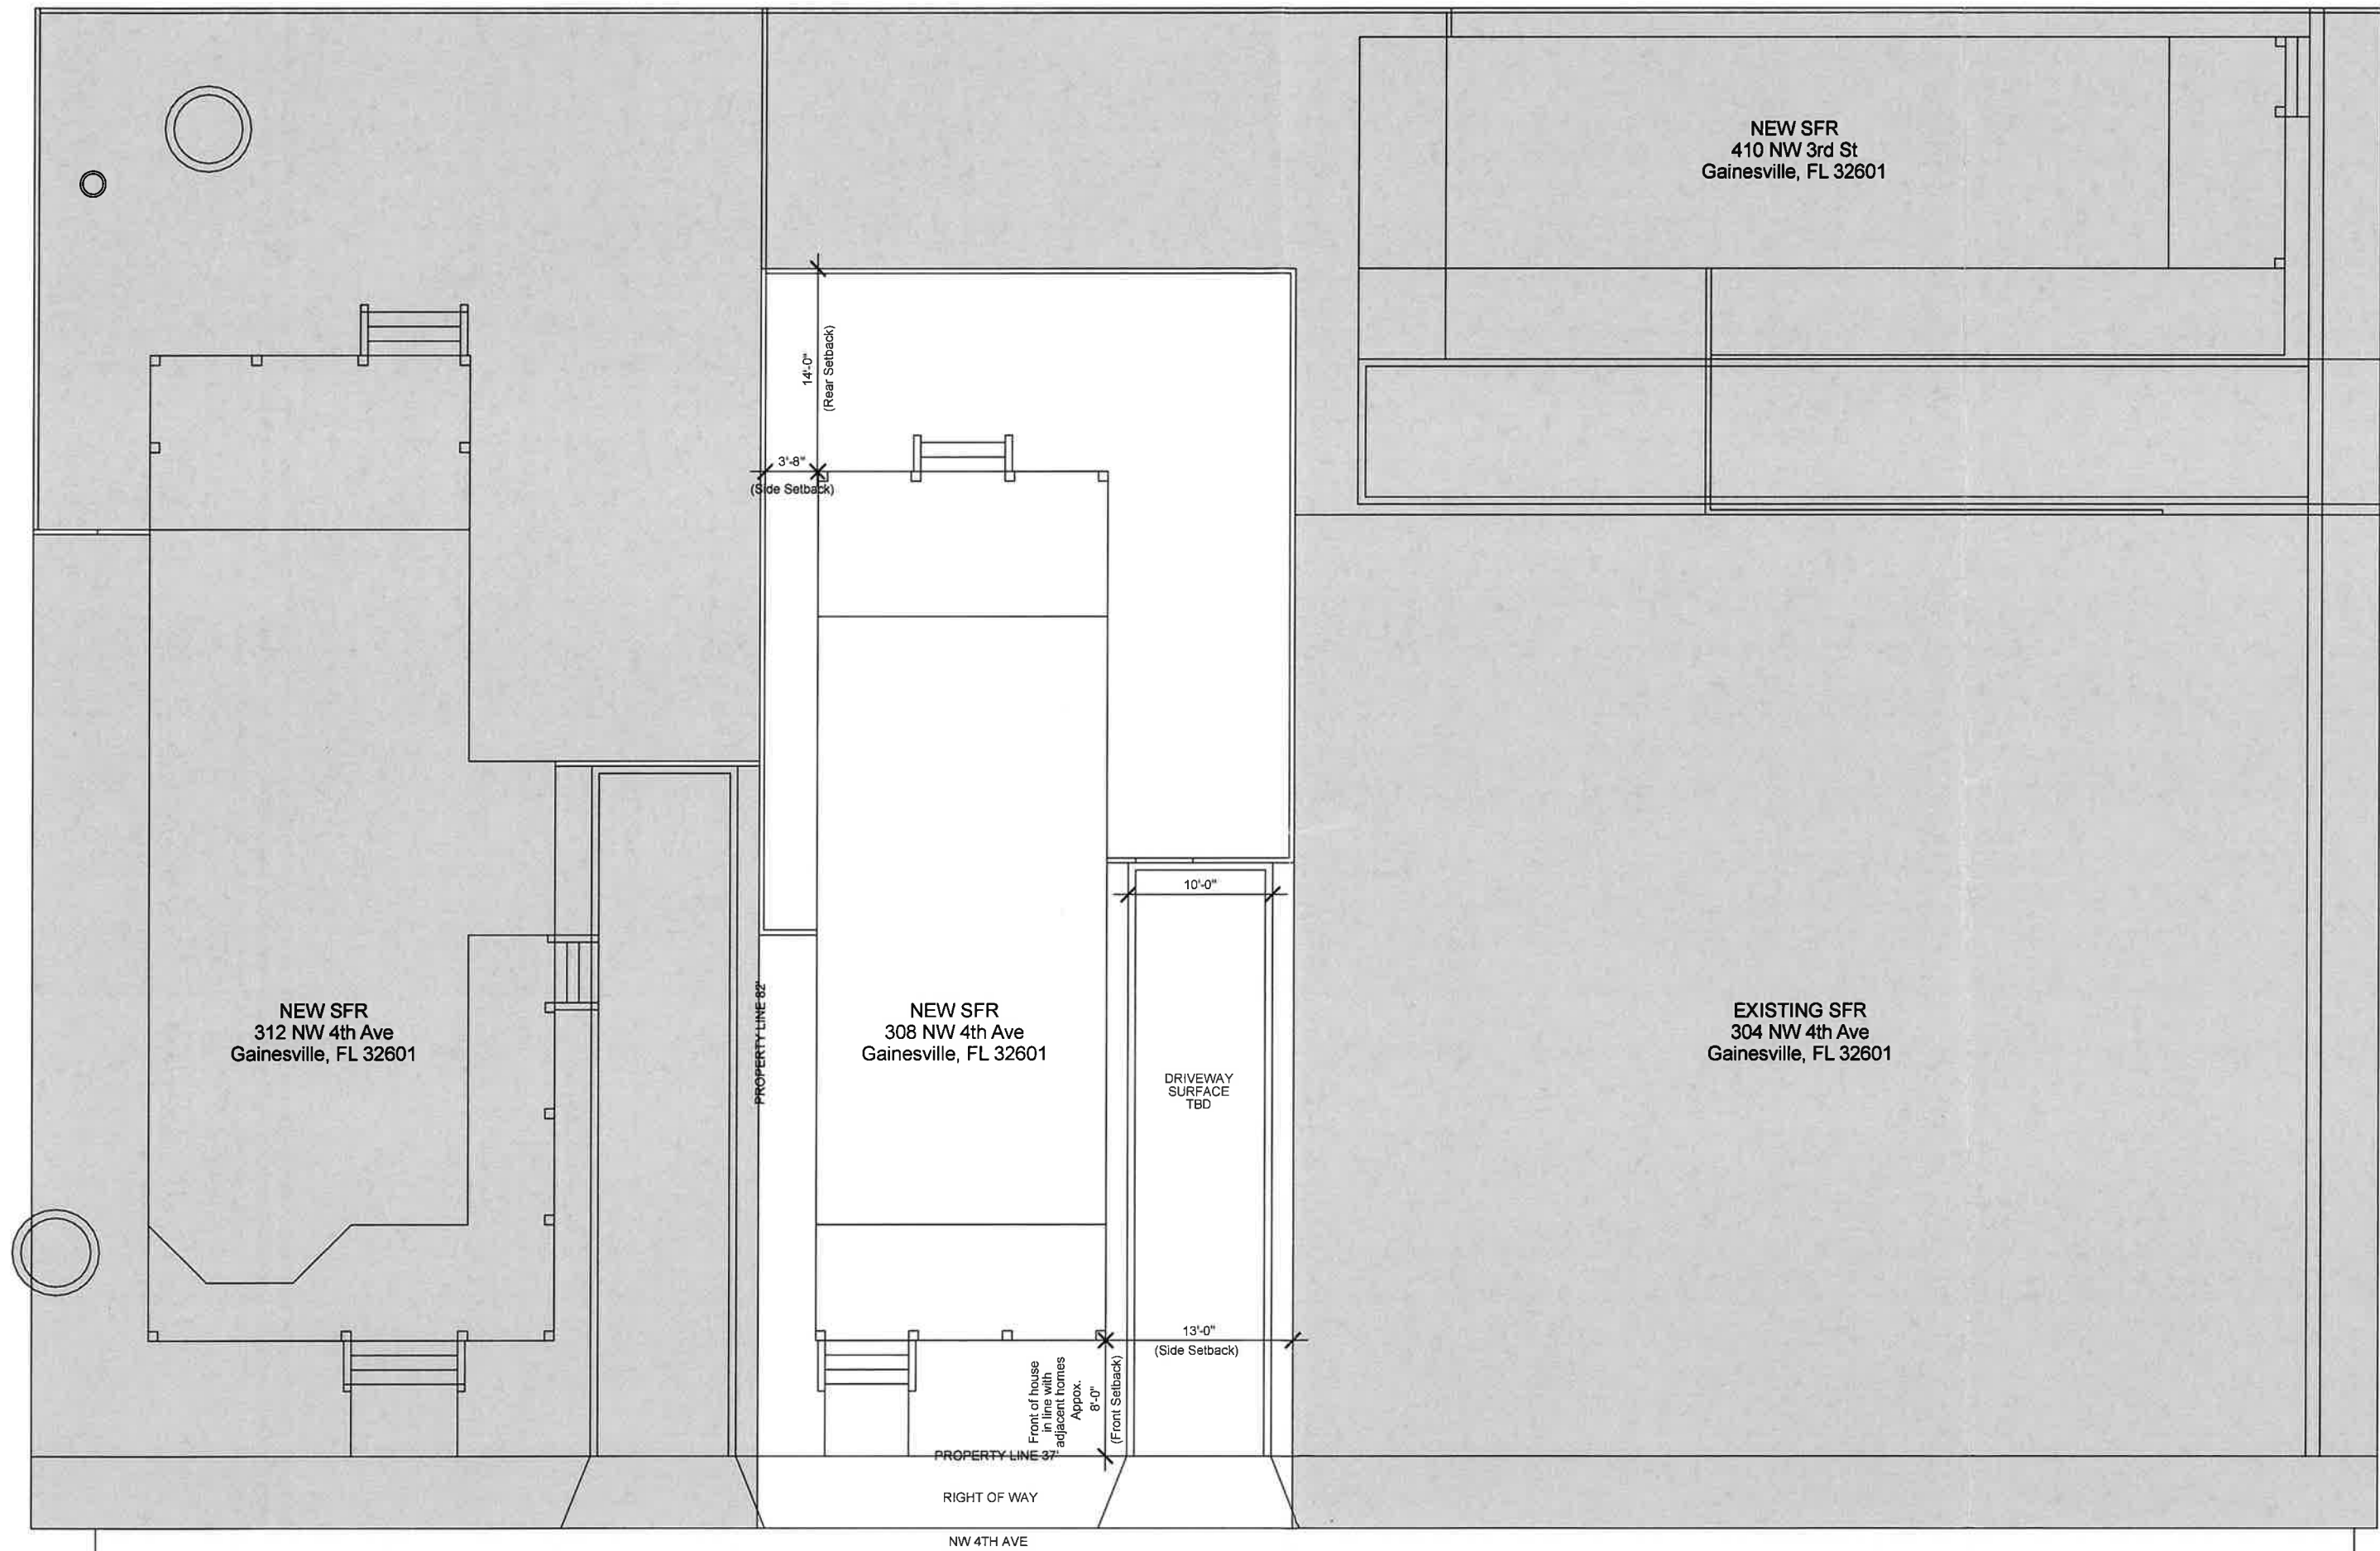 NEW SFR
410 NW 3rd St
Gainesville, FL 32601
14'-0"
(Rear Setback)
3'-8"
(Side Setback)
10'-0"
NEW SFR
312 NW 4th Ave
Gainesville, FL 32601
PROPERTY LINE 82'
NEW SFR
308 NW 4th Ave
Gainesville, FL 32601
DRIVEWAY
SURFACE
TBD
EXISTING SFR
304 NW 4th Ave
Gainesville, FL 32601
13'-0"
(Side Setback)
Front of house
in line with
adjacent homes
Appox.
8'-0"
(Front Setback)
PROPERTY LINE 37'
RIGHT OF WAY
NW 4TH AVE